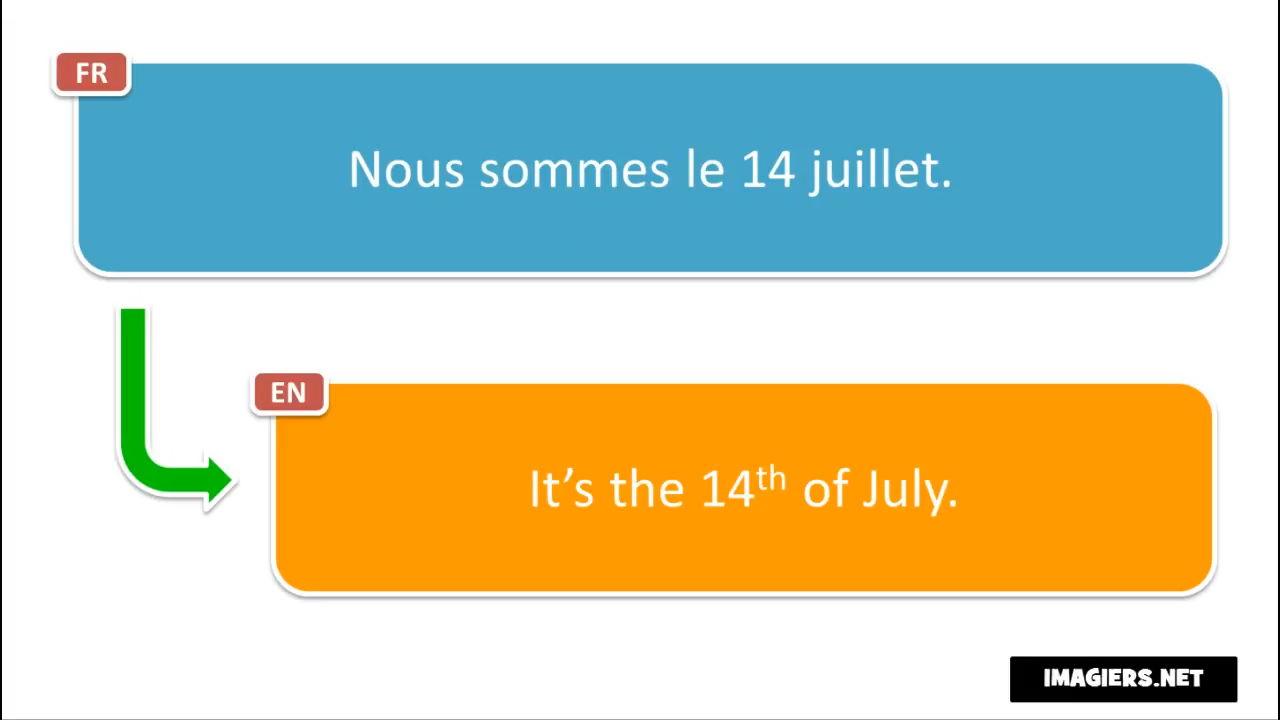 FR
Nous sommes le 14 juillet.
EN
It’s the 14th of July.
IMAGIERS.NET